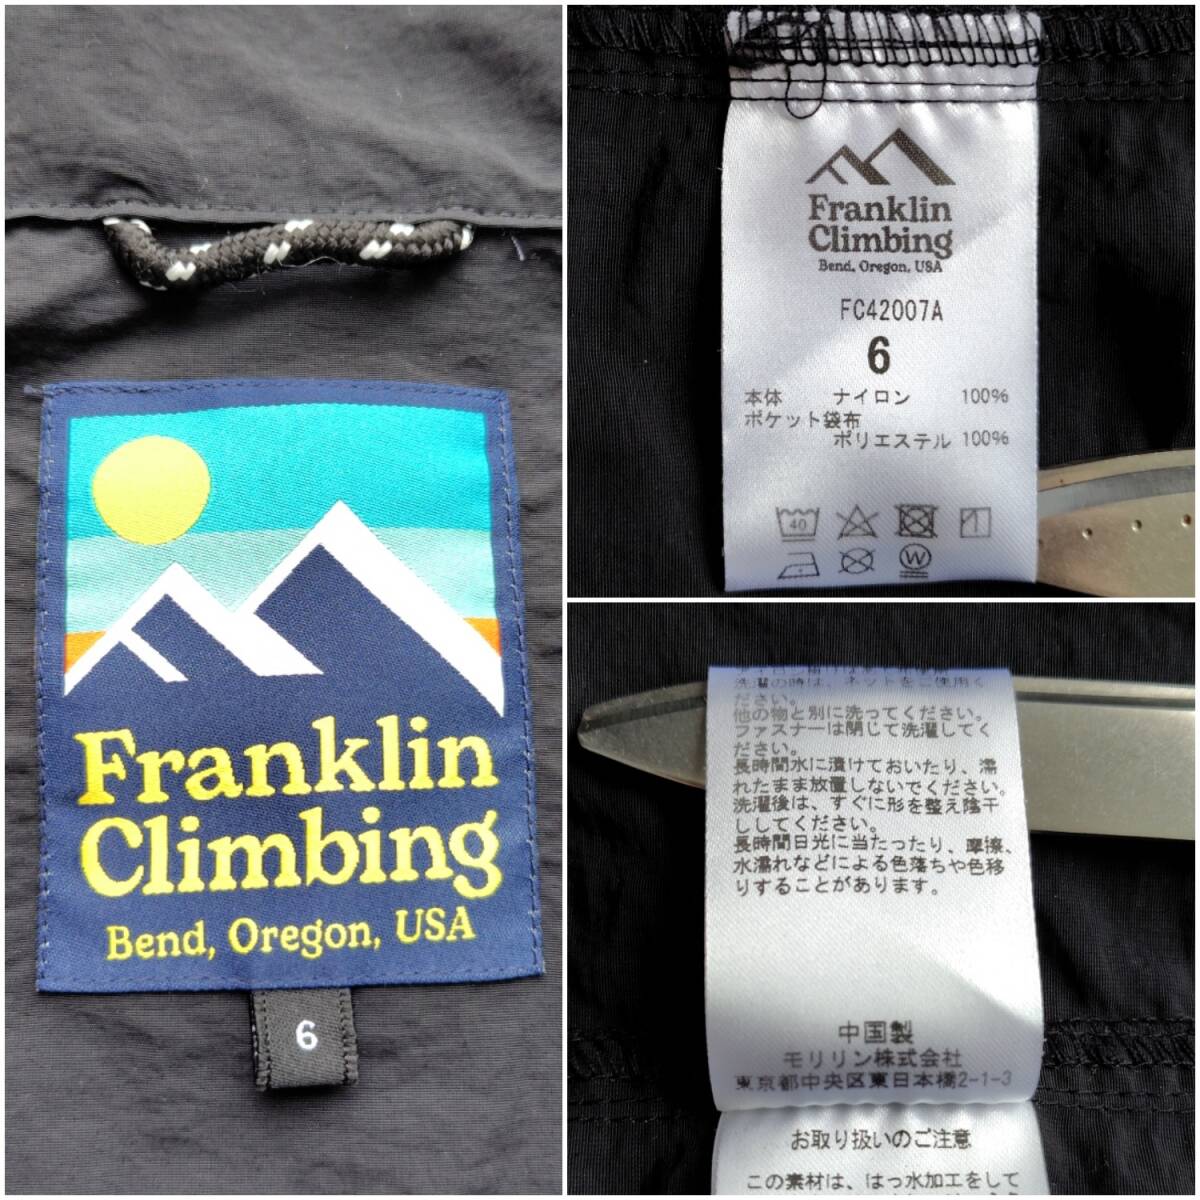 Franklin
Climbing
Bend, Oregon, USA
6
Franklin
Climbing
Bend, Oregon, USA
FC42007A
6
本体 ナイロン 100%
ポケット袋布
ポリエステル 100%
40
W
洗濯の時は、ネットをご使用く
ださい。
他の物と別に洗ってください。
ファスナーは閉じて洗濯してく
ださい。
長時間水に漬けておいたり、濡
れたまま放置しないでください。
洗濯後は、すぐに形を整え陰干
ししてください。
長時間日光に当たったり、摩擦、
水濡れなどによる色落ちや色移
りすることがあります。
中国製
モリリン株式会社
東京都中央区東日本橋2-1-3
お取り扱いのご注意
この素材は、はっ水加工をして